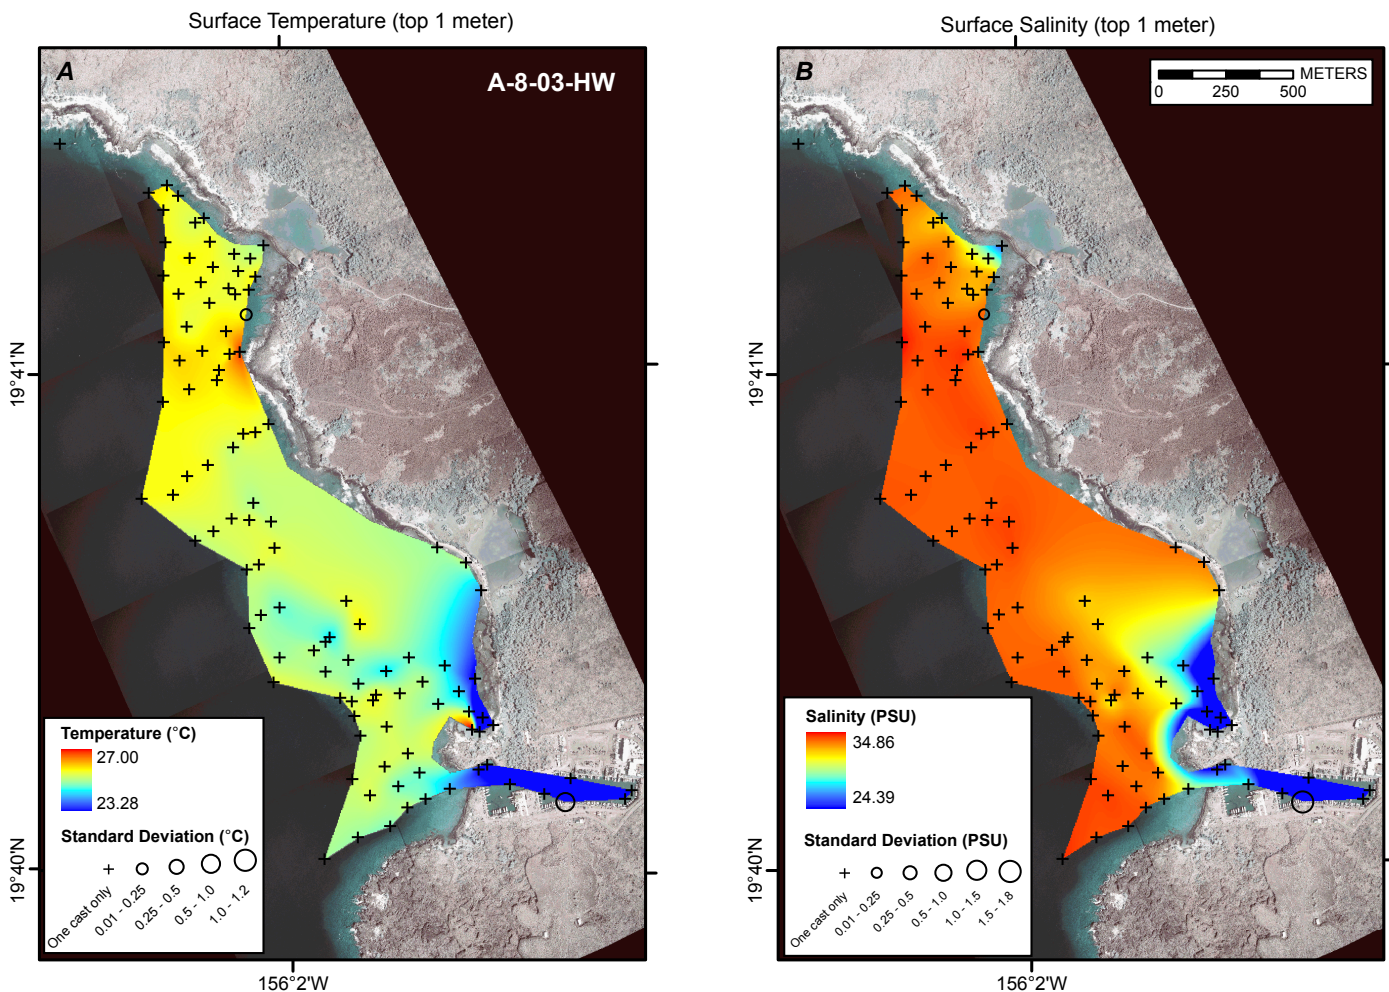 Surface Temperature (top 1 meter)
Surface Salinity (top 1 meter)
A
A-8-03-HW
B
METERS
0 250 500
19°41'N
19°40'N
156°2'W
Temperature (°C)
27.00
23.28
Standard Deviation (°C)
One cast only
0.01 - 0.25
0.25 - 0.5
0.5 - 1.0
1.0 - 1.2
19°41'N
19°40'N
156°2'W
Salinity (PSU)
34.86
24.39
Standard Deviation (PSU)
One cast only
0.01 - 0.25
0.25 - 0.5
0.5 - 1.0
1.0 - 1.5
1.5 - 1.8